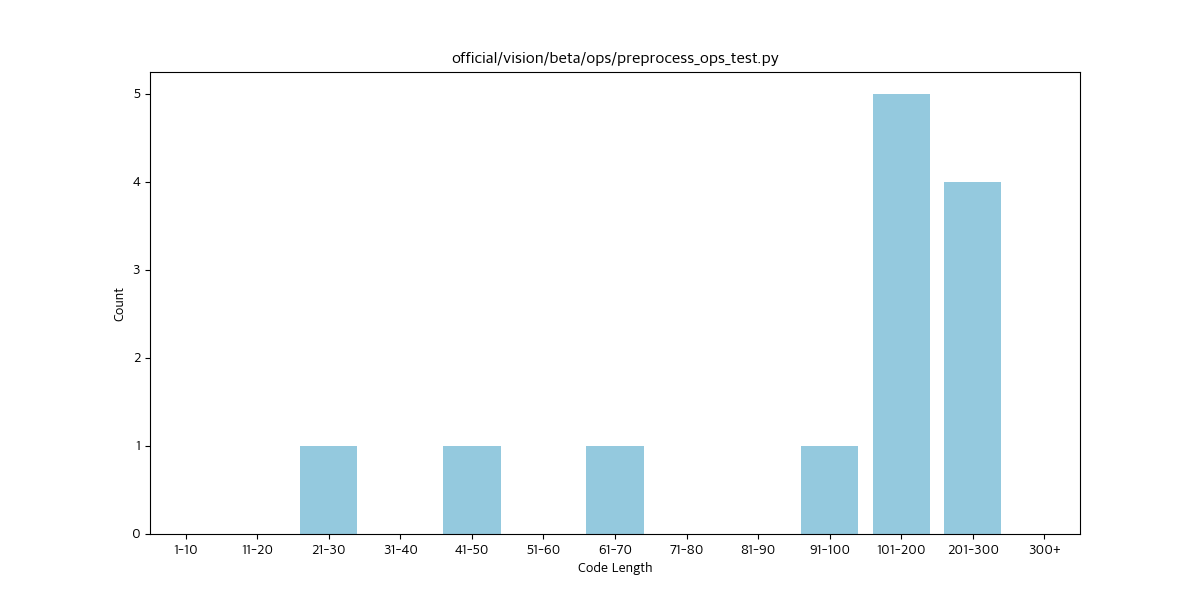 official/vision/beta/ops/preprocess_ops_test.py
Count
5
4
3
2
1
0
1-10 11-20 21-30 31-40 41-50 51-60 61-70 71-80 81-90 91-100 101-200 201-300 300+
Code Length